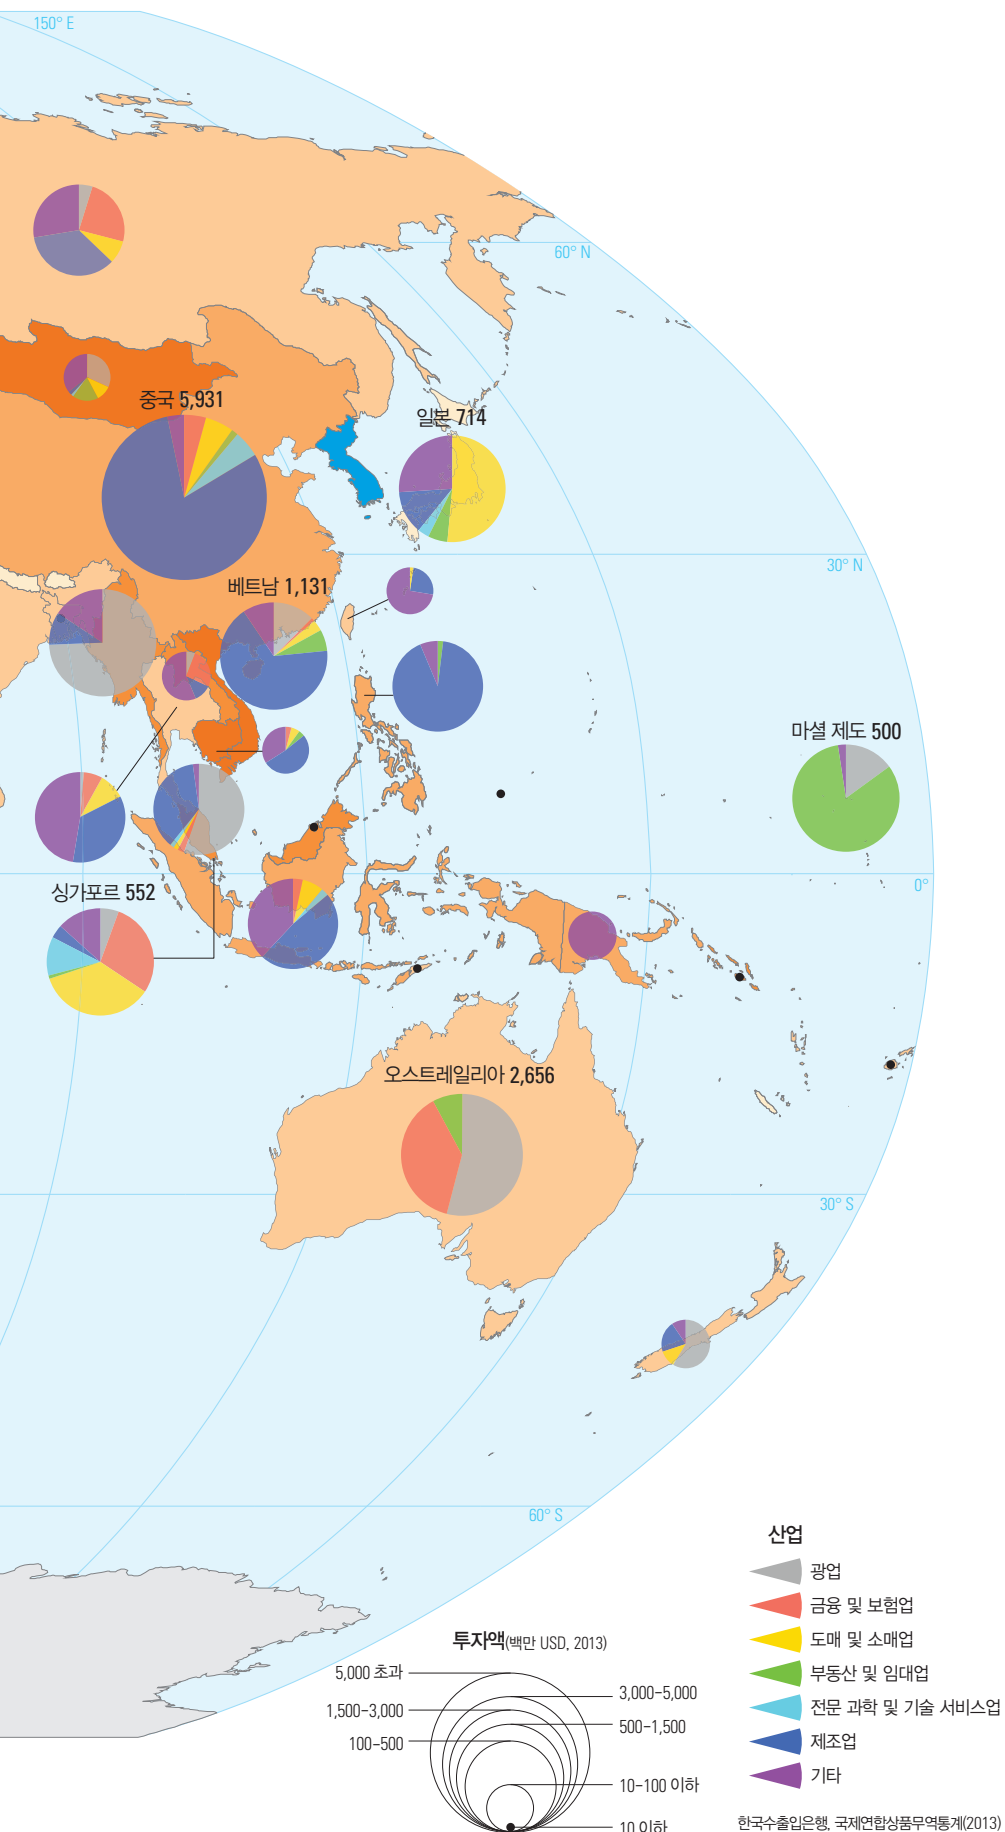 150° E
60° N
중국 5,931
일본 714
30° N
베트남 1,131
마셜 제도 500
0°
싱가포르 552
오스트레일리아 2,656
30° S
60° S
산업
광업
금융 및 보험업
도매 및 소매업
부동산 및 임대업
전문 과학 및 기술 서비스업
제조업
기타
투자액(백만 USD, 2013)
5,000 초과
3,000-5,000
1,500-3,000
500-1,500
100-500
10-100 이하
10 이하
한국수출입은행, 국제연합상품무역통계(2013)